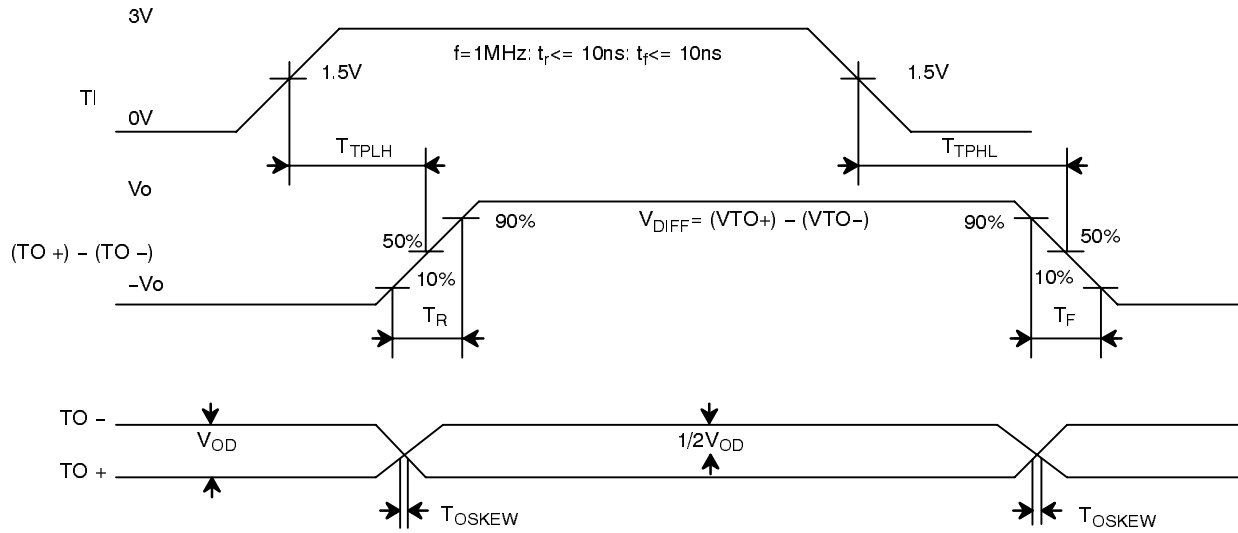 3V
f=1MHz: tr<= 10ns: tf<= 10ns
1.5V
1.5V
TI
0V
TTPLH
TTPHL
Vo
90%
VDIFF= (VTO+) – (VTO–)
90%
50%
50%
(TO +) – (TO –)
–Vo
10%
10%
TR
TF
TO –
VOD
1/2VOD
TO +
TOSKEW
TOSKEW